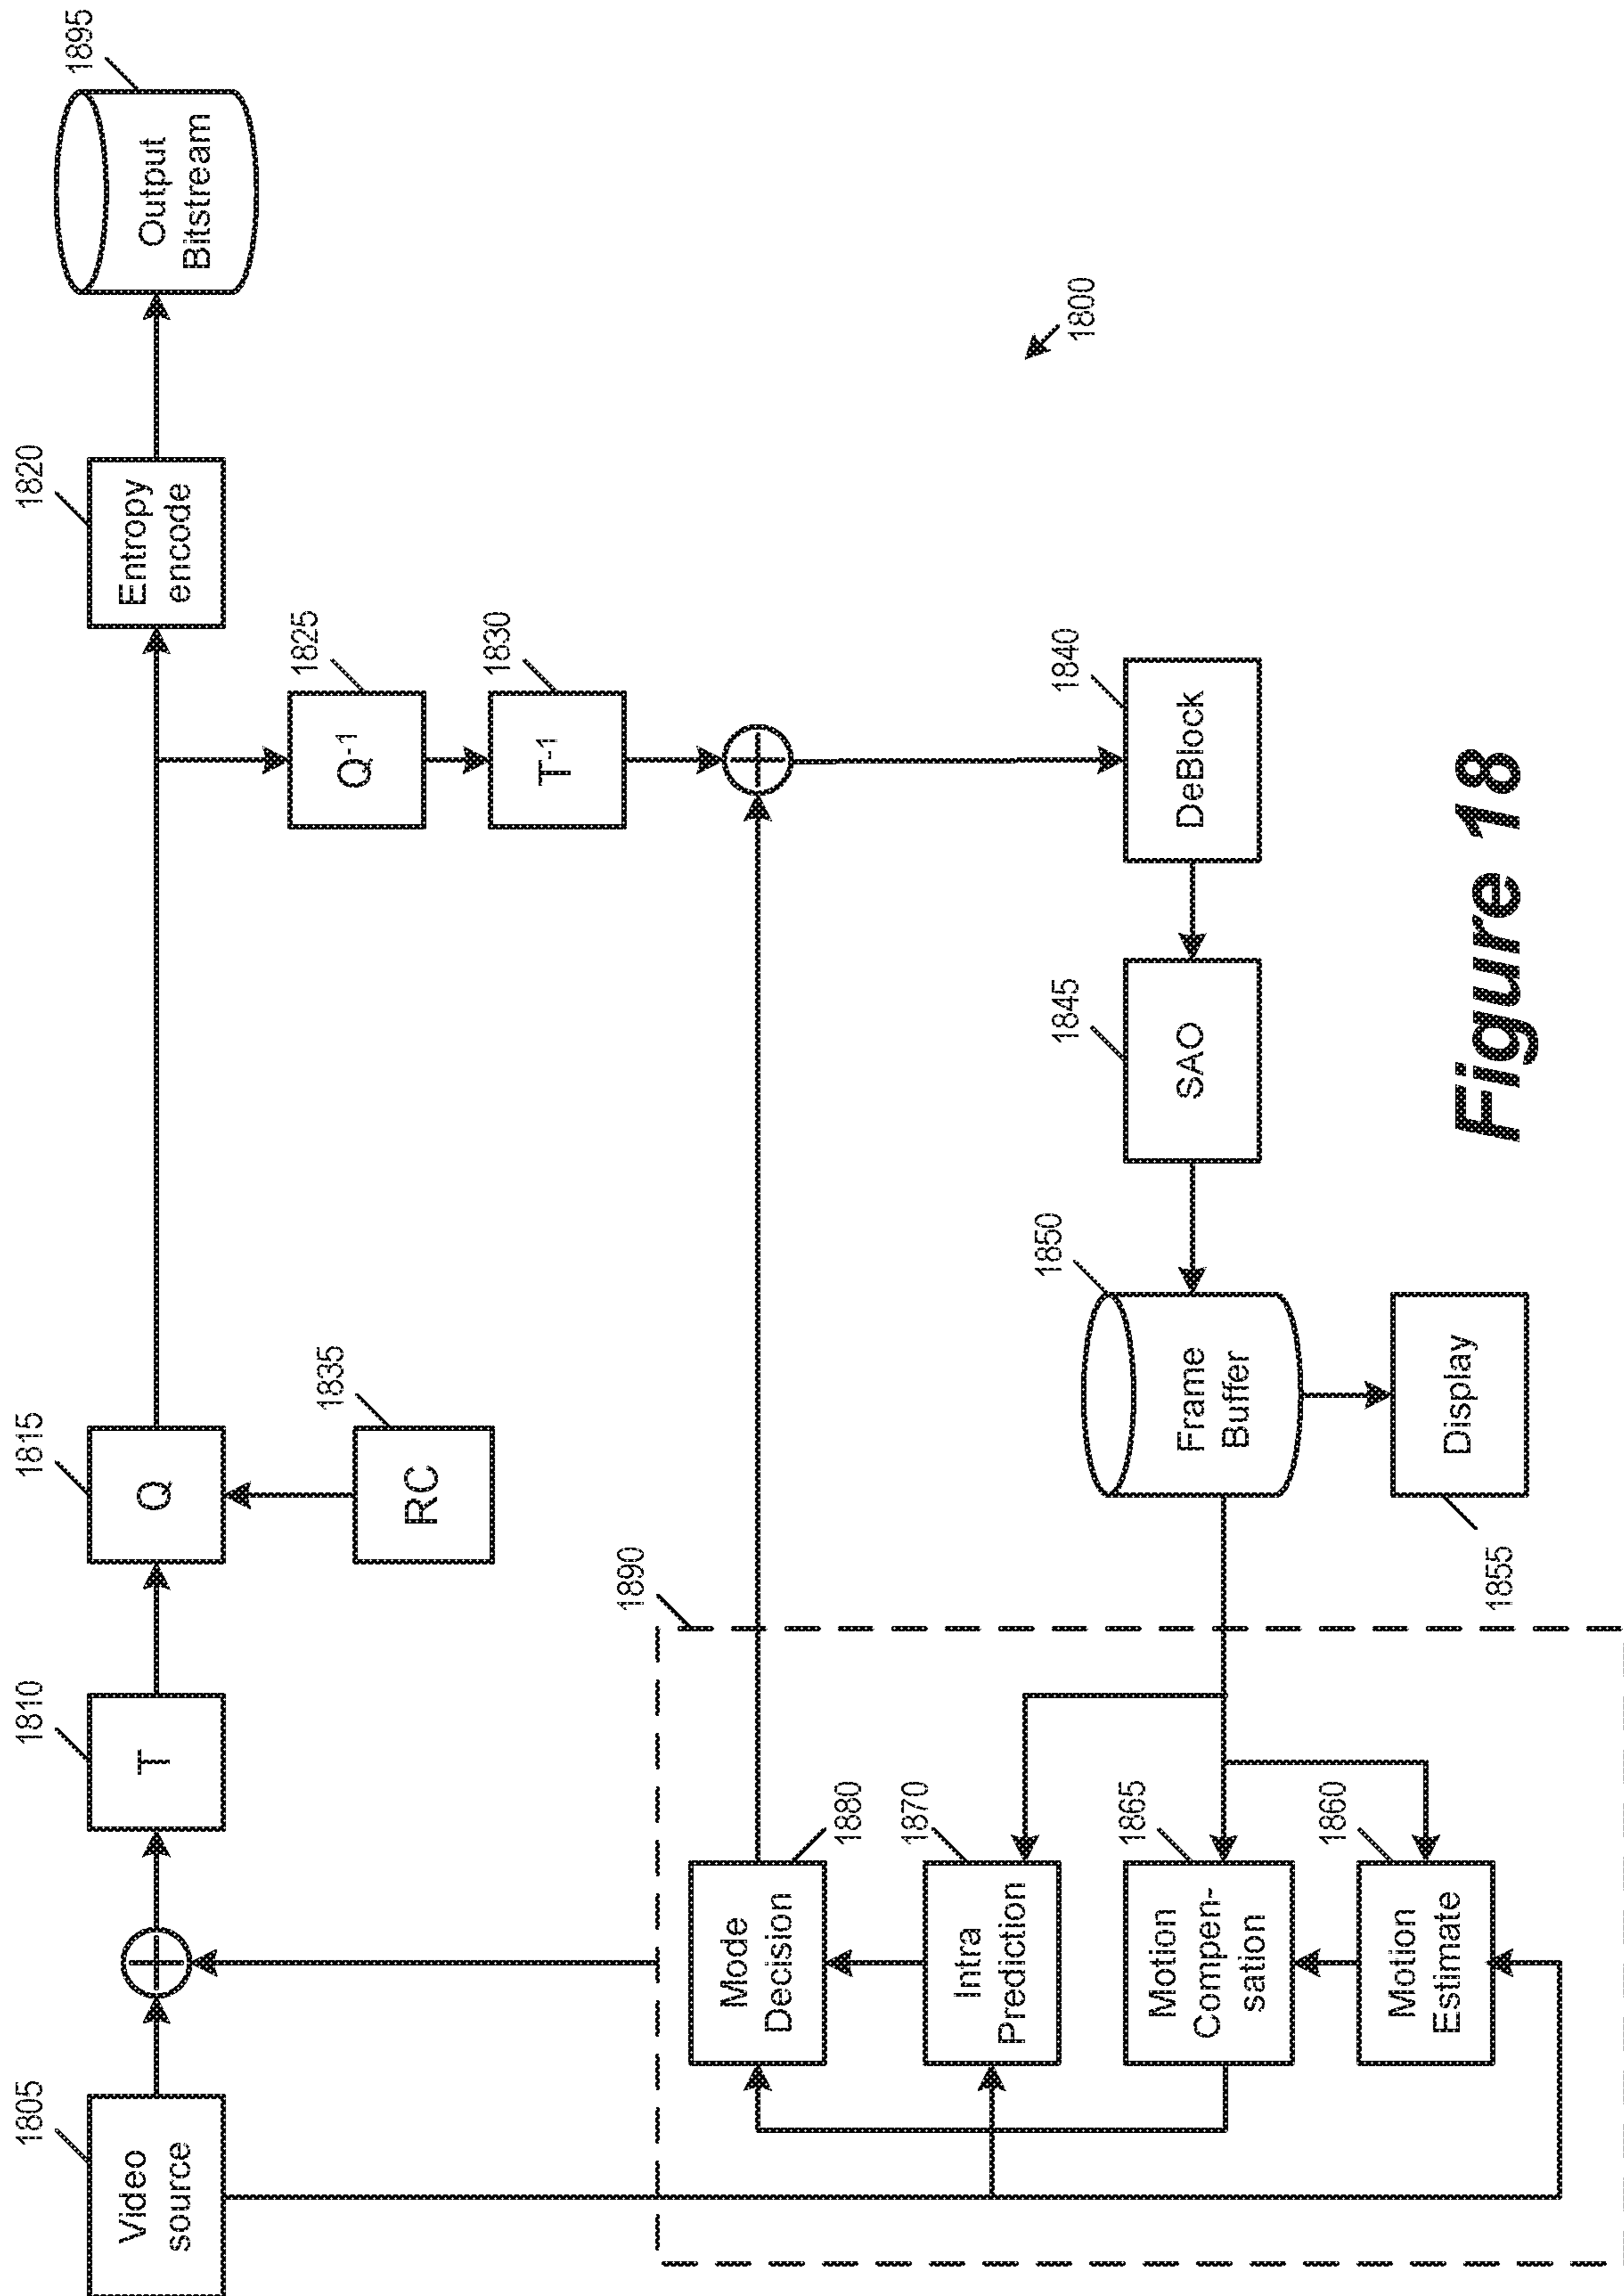 1805
Video
source
1810
T
1815
Q
1835
RC
1820
Entropy
encode
1895
Output
Bitstream
1825
Q-1
1830
T-1
1890
Mode
Decision
1880
Intra
Prediction
1870
Motion
Compen-
sation
1865
Motion
Estimate
1860
1850
Frame
Buffer
Display
1855
1845
SAO
1840
DeBlock
1800
Figure 18